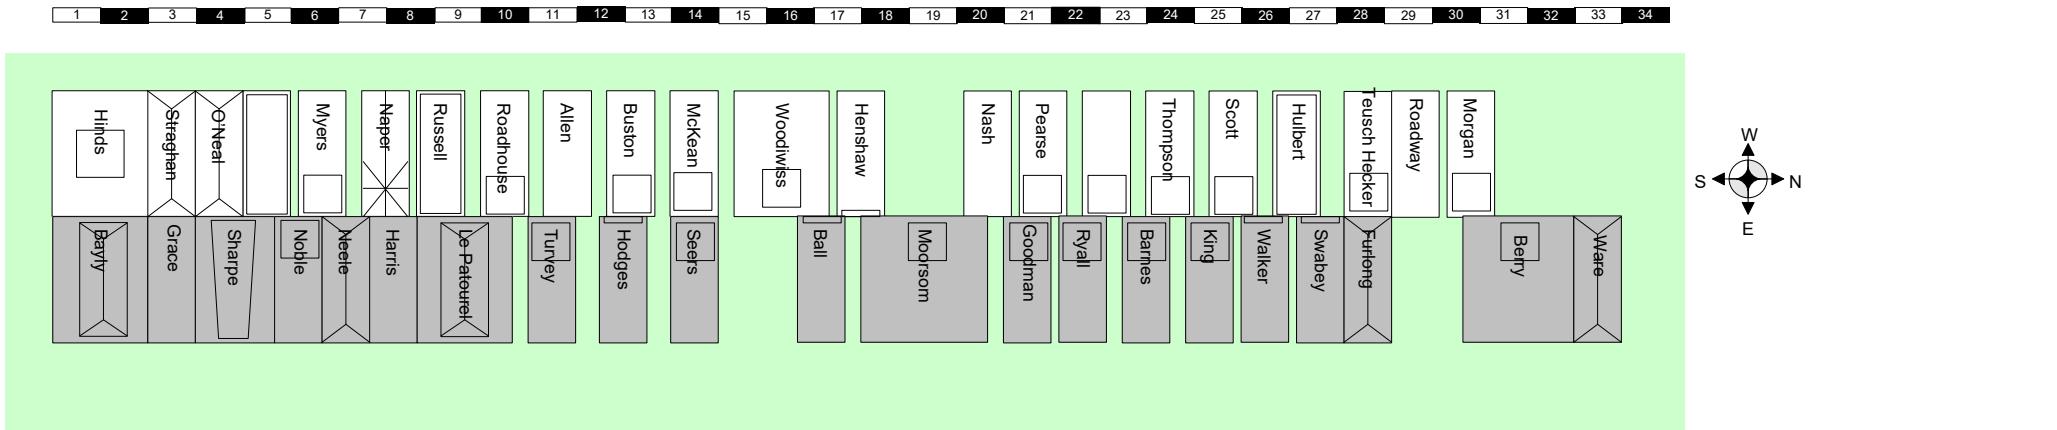 1 2 3 4 5 6 7 8 9 10 11 12 13 14 15 16 17 18 19 20 21 22 23 24 25 26 27 28 29 30 31 32 33 34
Hinds
Straghan
O'Neal
Myers
Naper
Russell
Roadhouse
Allen
Buston
McKean
Woodiwiss
Henshaw
Nash
Pearse
Thompson
Scott
Hulbert
Teusch Hecker
Roadway
Morgan
Bayly
Grace
Sharpe
Noble
Neele
Harris
Le Patourel
Turvey
Hodges
Seers
Ball
Moorsom
Goodman
Ryall
Barnes
King
Walker
Swabey
Furlong
Berry
Ware
W
S
N
E